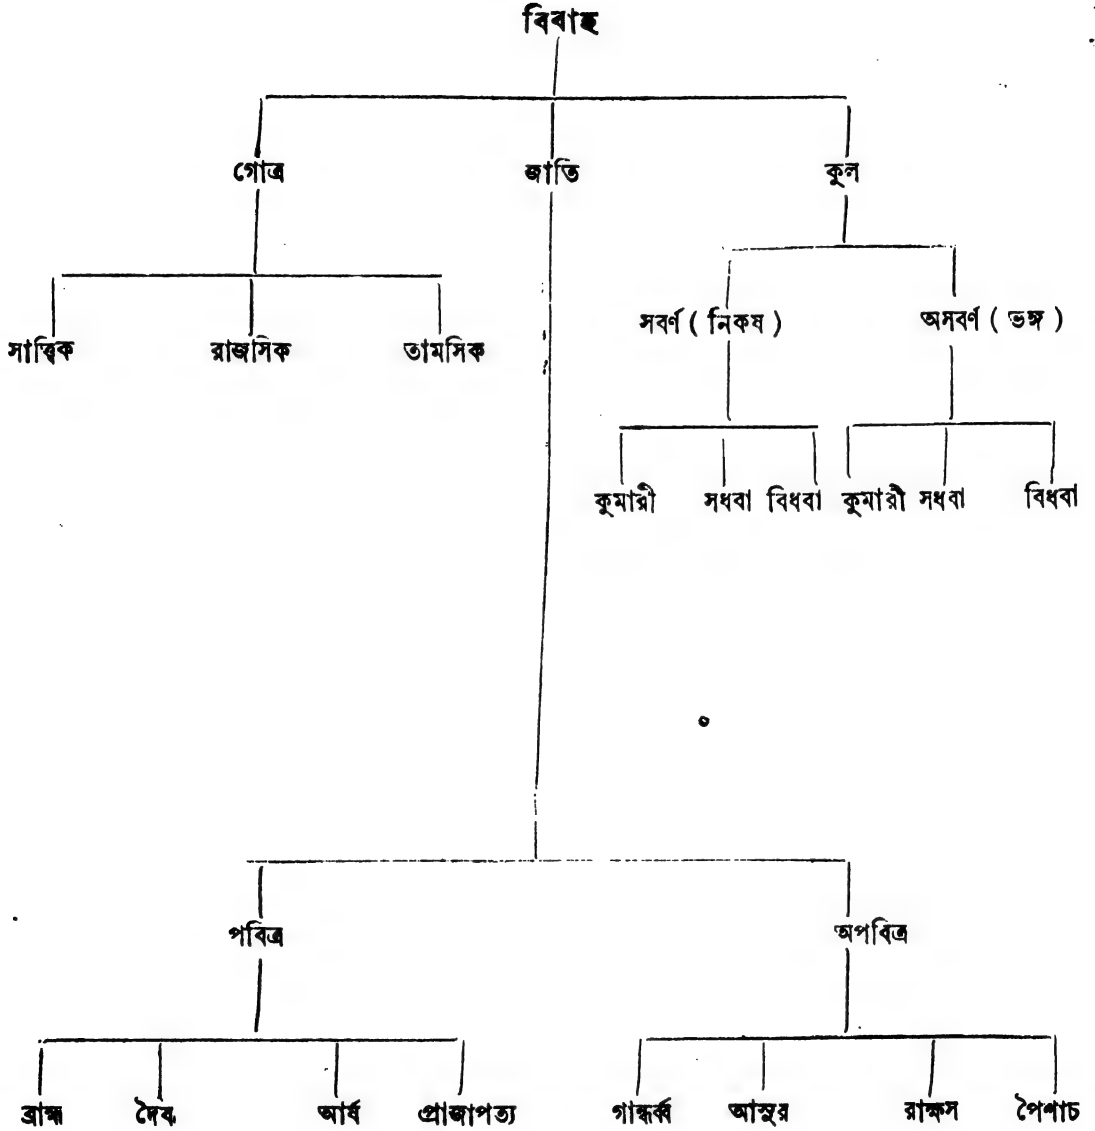 বিবাহ
গোত্র জাতি কুল
সবর্ণ ( নিকষ ) অসবর্ণ ( ভঙ্গ )
সাত্ত্বিক রাজসিক তামসিক
কুমারী সধবা বিধবা কুমারী সধবা বিধবা
পবিত্র অপবিত্র
ব্রাহ্ম দৈব আর্ষ প্রাজাপত্য গান্ধর্ব্ব আসুর রাক্ষস পৈশাচ